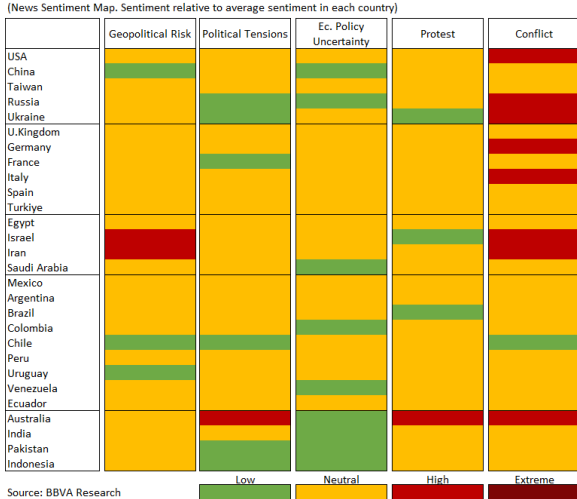 (News Sentiment Map. Sentiment relative to average sentiment in each country)
Geopolitical Risk Political Tensions Ec. Policy Uncertainty Protest Conflict
USA
China
Taiwan
Russia
Ukraine
U.Kingdom
Germany
France
Italy
Spain
Turkiye
Egypt
Israel
Iran
Saudi Arabia
Mexico
Argentina
Brazil
Colombia
Chile
Peru
Uruguay
Venezuela
Ecuador
Australia
India
Pakistan
Indonesia
Low Neutral High Extreme
Source: BBVA Research